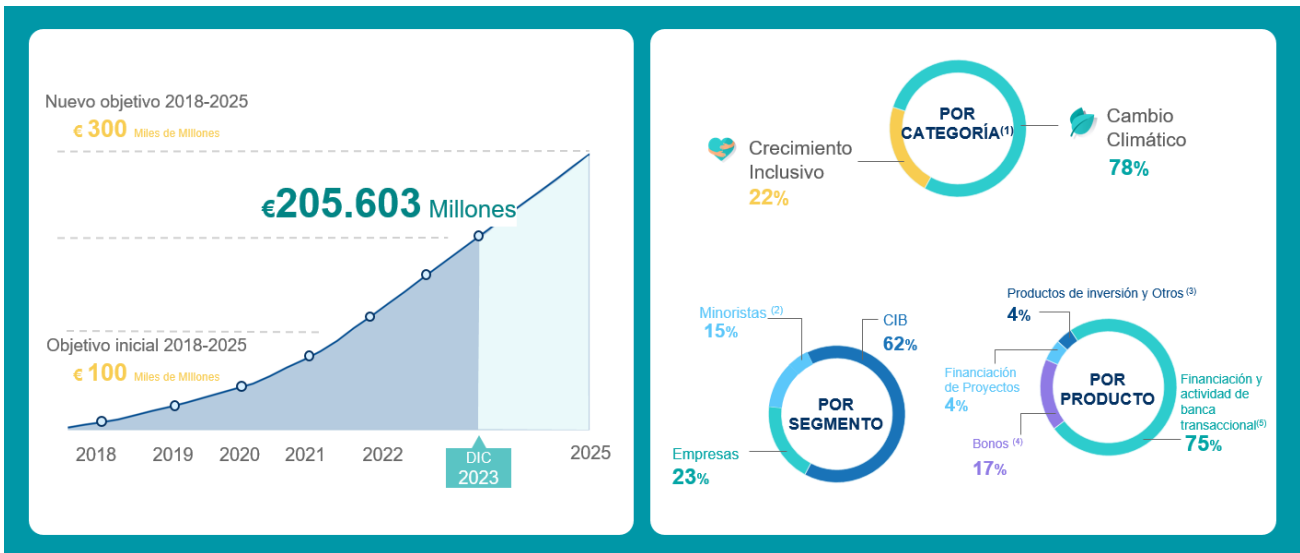 Nuevo objetivo 2018-2025
€ 300 Miles de Millones
€205.603 Millones
Objetivo inicial 2018-2025
€ 100 Miles de Millones
2018
2019
2020
2021
2022
DIC
2023
2025
POR
CATEGORÍA(1)
Cambio
Climático
78%
Crecimiento
Inclusivo
22%
Minoristas (2)
15%
CIB
62%
POR
SEGMENTO
Empresas
23%
Productos de inversión y Otros (3)
4%
Financiación
de Proyectos
4%
POR
PRODUCTO
Financiación y
actividad de
banca
transaccional(5)
75%
Bonos (4)
17%